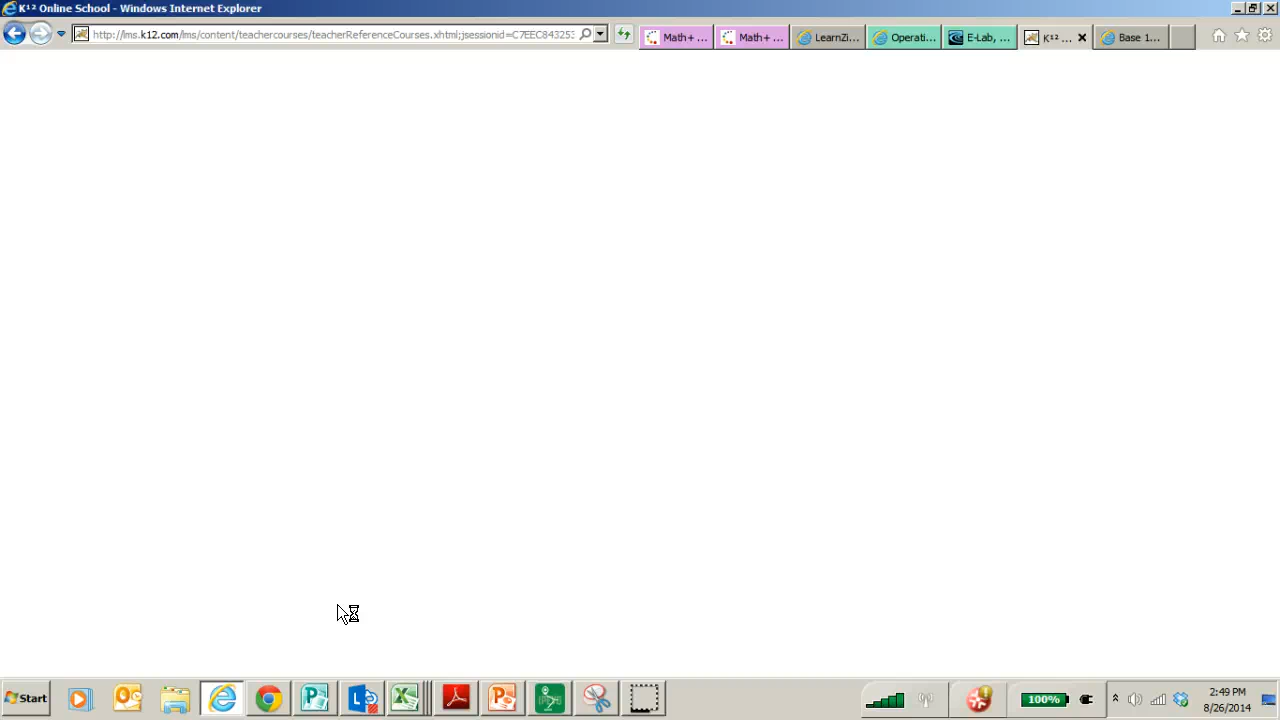 K¹² Online School - Windows Internet Explorer
http://lms.k12.com/lms/content/teachercourses/teacherReferenceCourses.xhtml;jsessionid=C7EEC843253
Math+ ...
Math+ ...
LearnZi...
Operati...
E-Lab, ...
K¹² ...
Base 1...
Start
100%
2:49 PM
8/26/2014